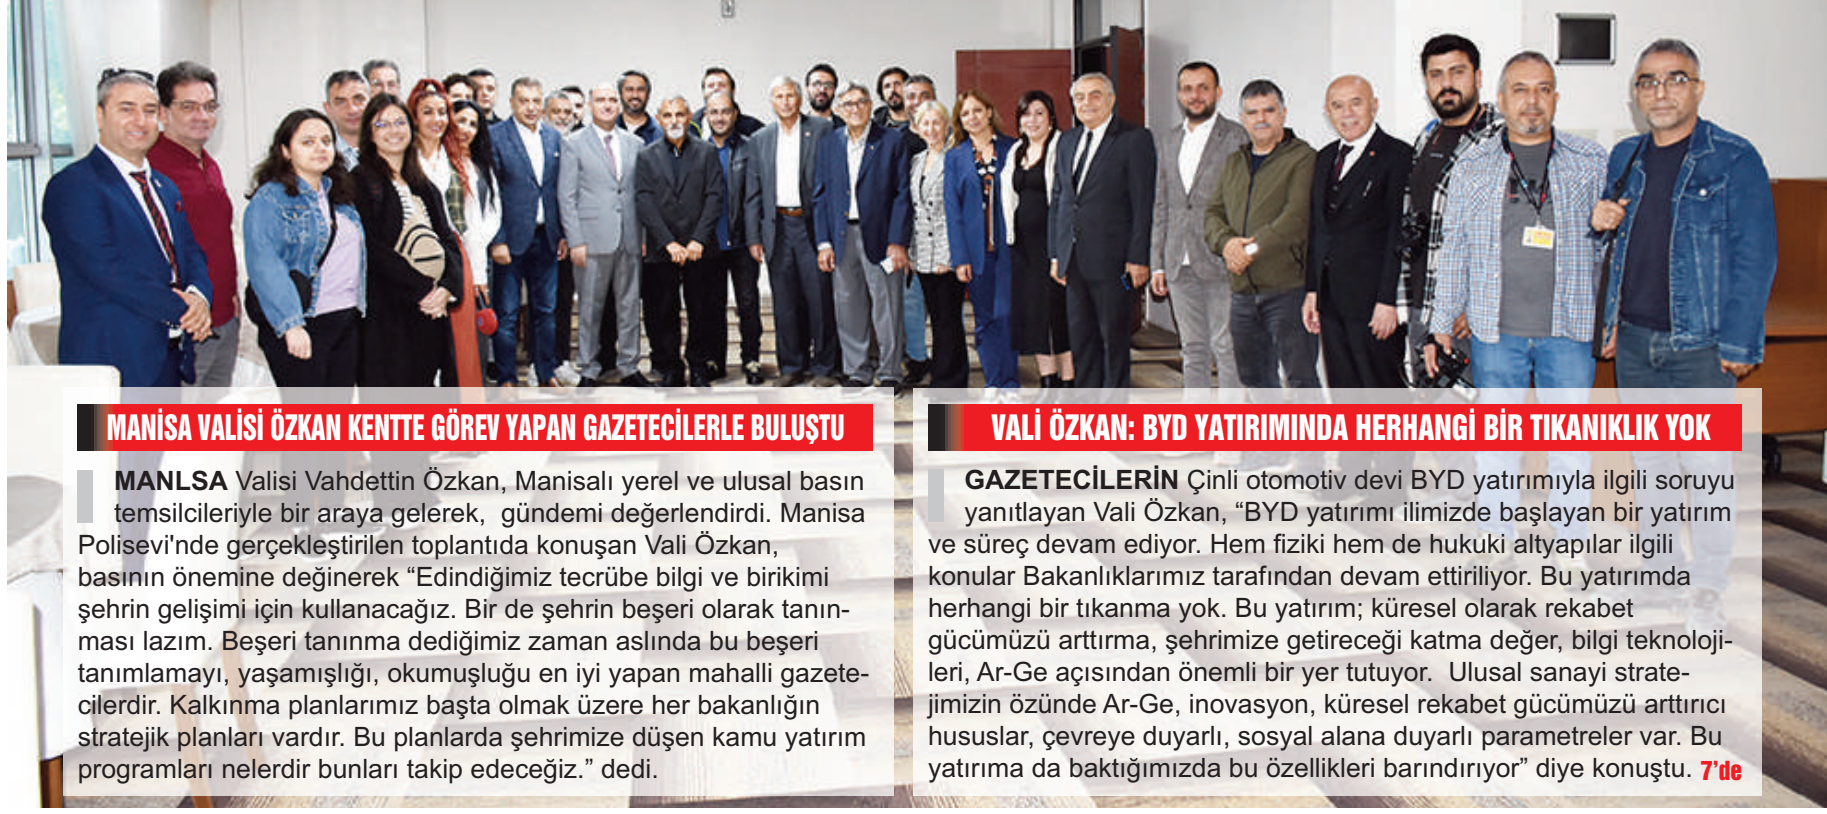 MANİSA VALİSİ ÖZKAN KENTTE GÖREV YAPAN GAZETECİLERLE BULUŞTU
MANLSA Valisi Vahdettin Özkan, Manisalı yerel ve ulusal basın
temsilcileriyle bir araya gelerek, gündemi değerlendirdi. Manisa
Polisevi'nde gerçekleştirilen toplantıda konuşan Vali Özkan,
basının önemine değinerek “Edindiğimiz tecrübe bilgi ve birikimi
şehrin gelişimi için kullanacağız. Bir de şehrin beşeri olarak tanın-
ması lazım. Beşeri tanınma dediğimiz zaman aslında bu beşeri
tanımlamayı, yaşamışlığı, okumuşluğu en iyi yapan mahalli gazete-
cilerdir. Kalkınma planlarımız başta olmak üzere her bakanlığın
stratejik planları vardır. Bu planlarda şehrimize düşen kamu yatırım
programları nelerdir bunları takip edeceğiz.” dedi.
VALİ ÖZKAN: BYD YATIRIMINDA HERHANGİ BİR TIKANIKLIK YOK
GAZETECİLERİN Çinli otomotiv devi BYD yatırımıyla ilgili soruyu
yanıtlayan Vali Özkan, “BYD yatırımı ilimizde başlayan bir yatırım
ve süreç devam ediyor. Hem fiziki hem de hukuki altyapılar ilgili
konular Bakanlıklarımız tarafından devam ettiriliyor. Bu yatırımda
herhangi bir tıkanma yok. Bu yatırım; küresel olarak rekabet
gücümüzü arttırma, şehrimize getireceği katma değer, bilgi teknoloji-
leri, Ar-Ge açısından önemli bir yer tutuyor. Ulusal sanayi strate-
jimizin özünde Ar-Ge, inovasyon, küresel rekabet gücümüzü arttırıcı
hususlar, çevreye duyarlı, sosyal alana duyarlı parametreler var. Bu
yatırıma da baktığımızda bu özellikleri barındırıyor” diye konuştu. 7’de